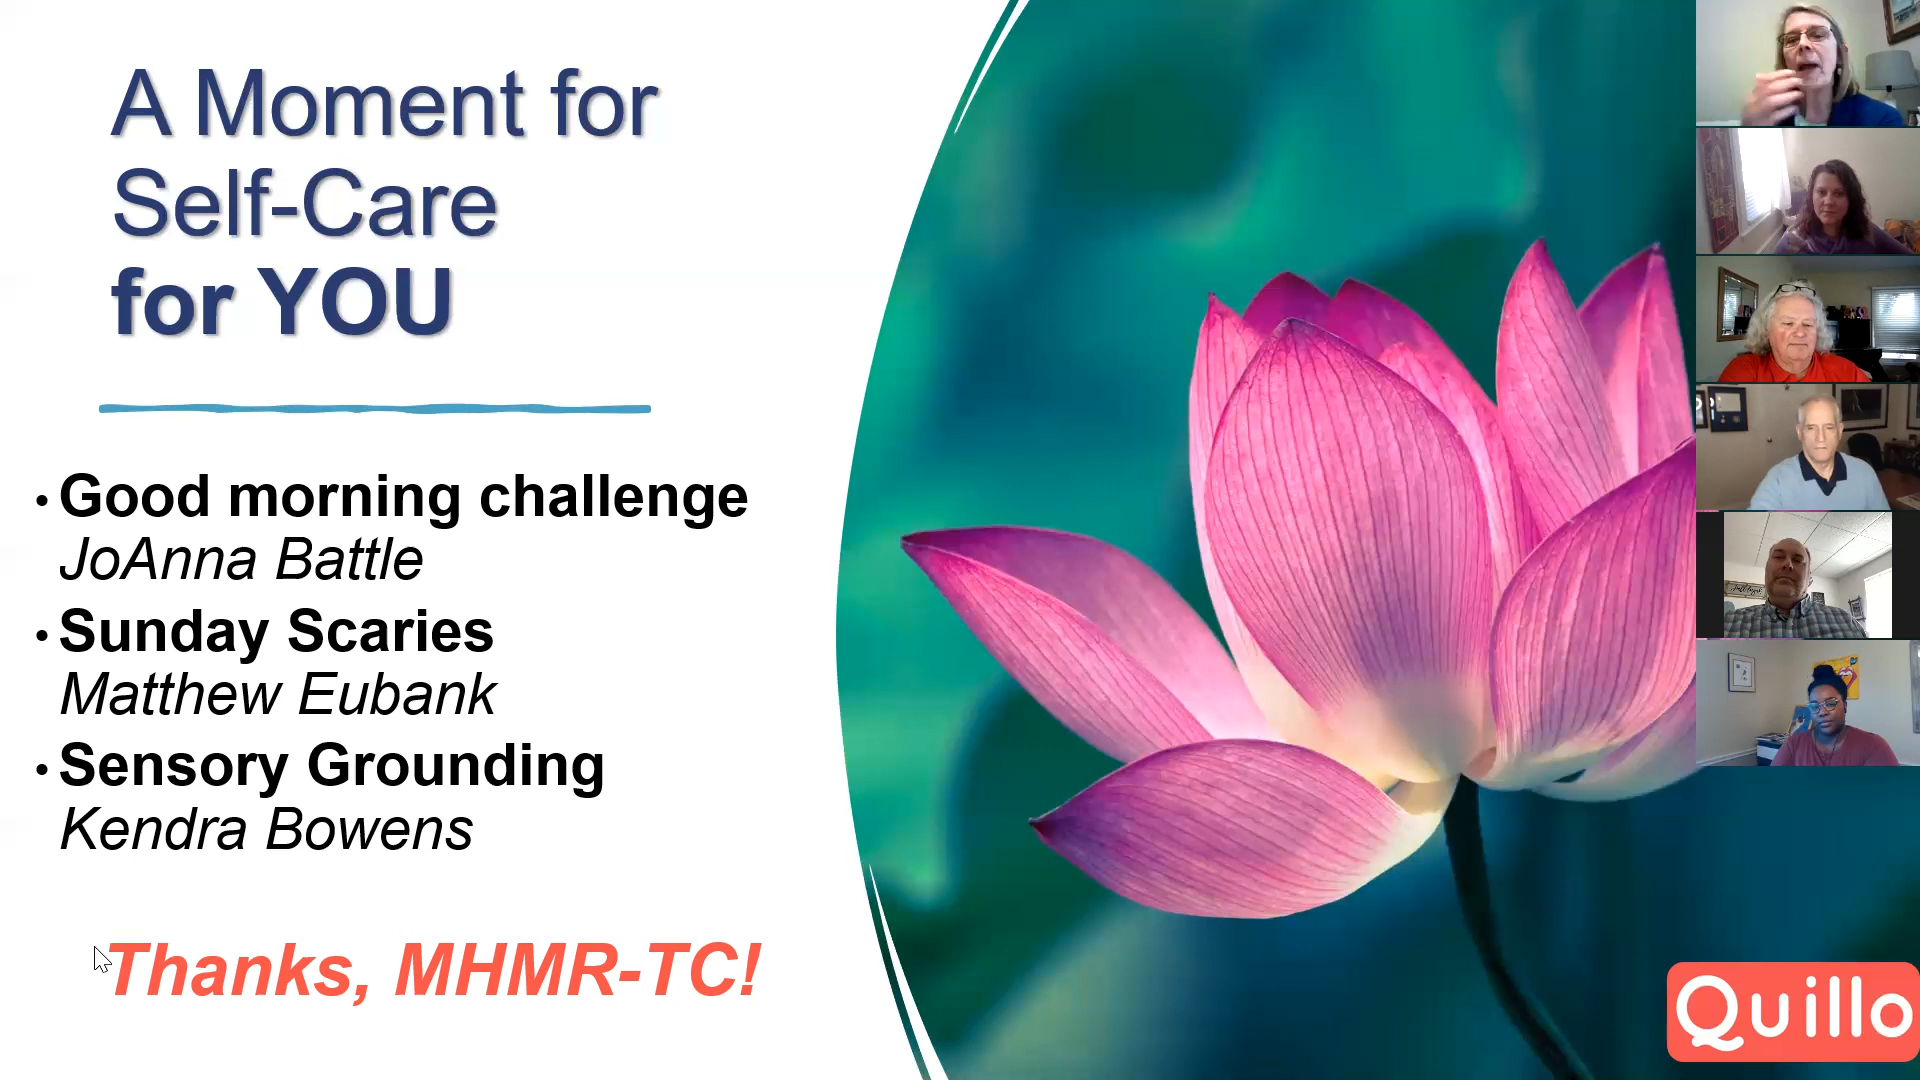 A Moment for
Self-Care
for YOU
• Good morning challenge
JoAnna Battle
• Sunday Scaries
Matthew Eubank
• Sensory Grounding
Kendra Bowens
Thanks, MHMR-TC!
Quillo